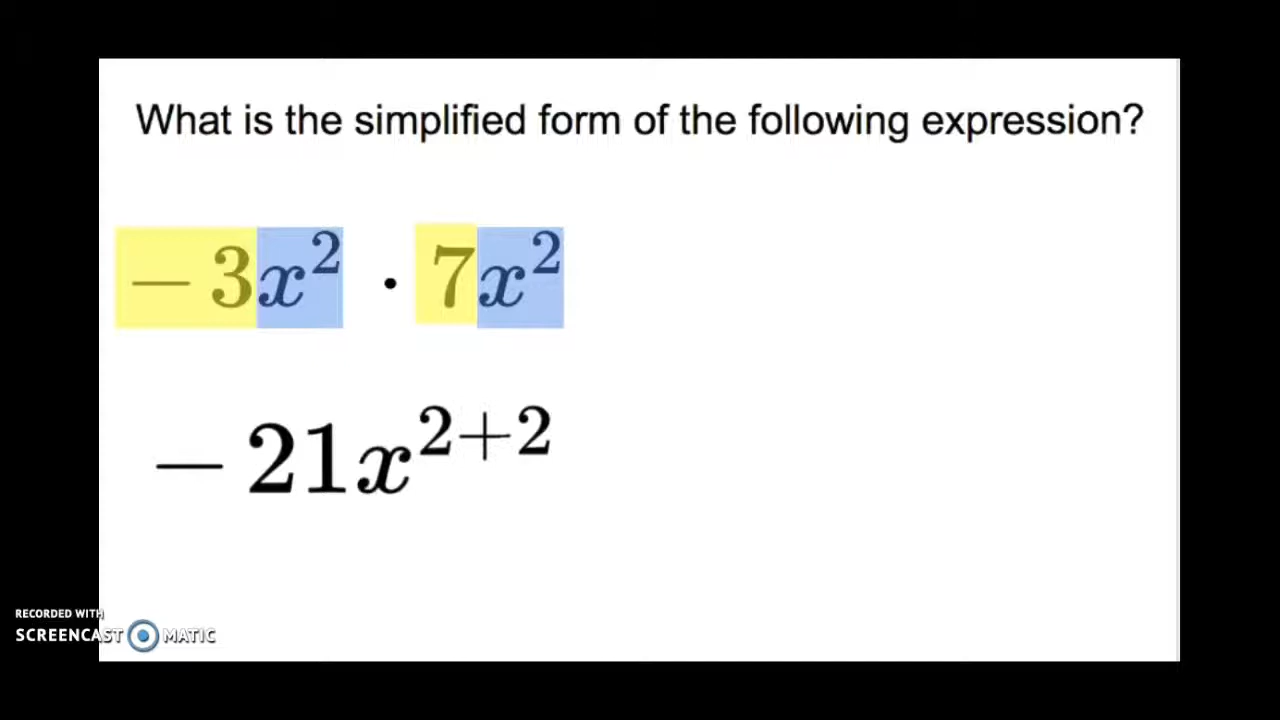 What is the simplified form of the following expression?
− 3x² · 7x²
− 21x²⁺²
RECORDED WITH
SCREENCAST MATIC